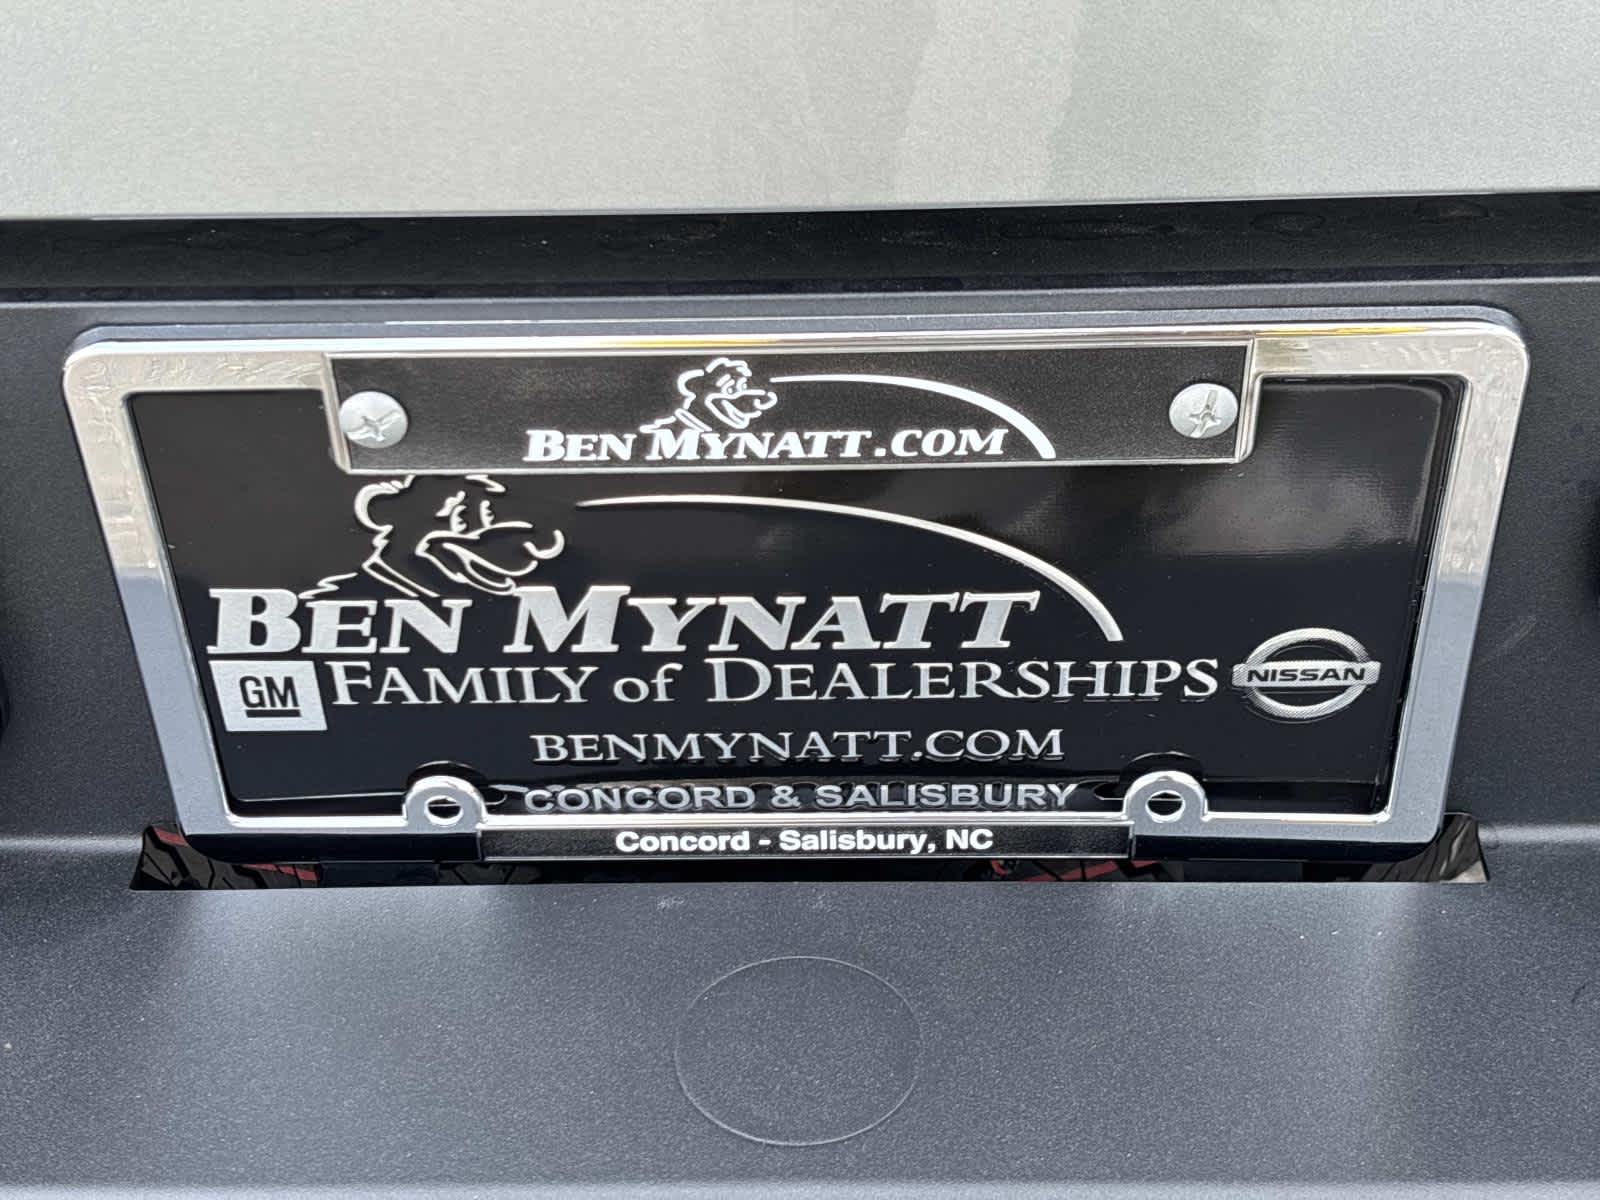 BEN MYNATT.COM
BEN MYNATT
GM FAMILY of DEALERSHIPS NISSAN
BENMYNATT.COM
CONCORD & SALISBURY
Concord - Salisbury, NC